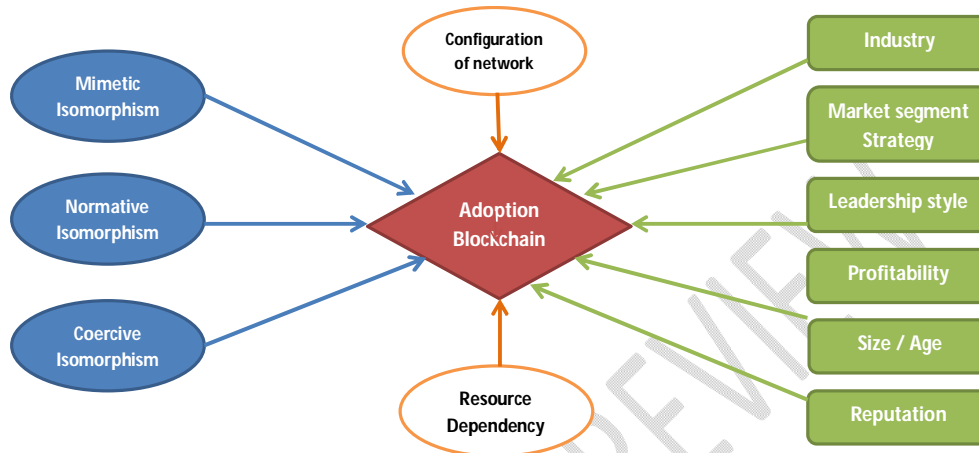 Configuration
of network
Industry
Mimetic
Isomorphism
Market segment
Strategy
Normative
Isomorphism
Adoption
Blockchain
Leadership style
Profitability
Coercive
Isomorphism
Size / Age
Resource
Dependency
Reputation
REVIEW